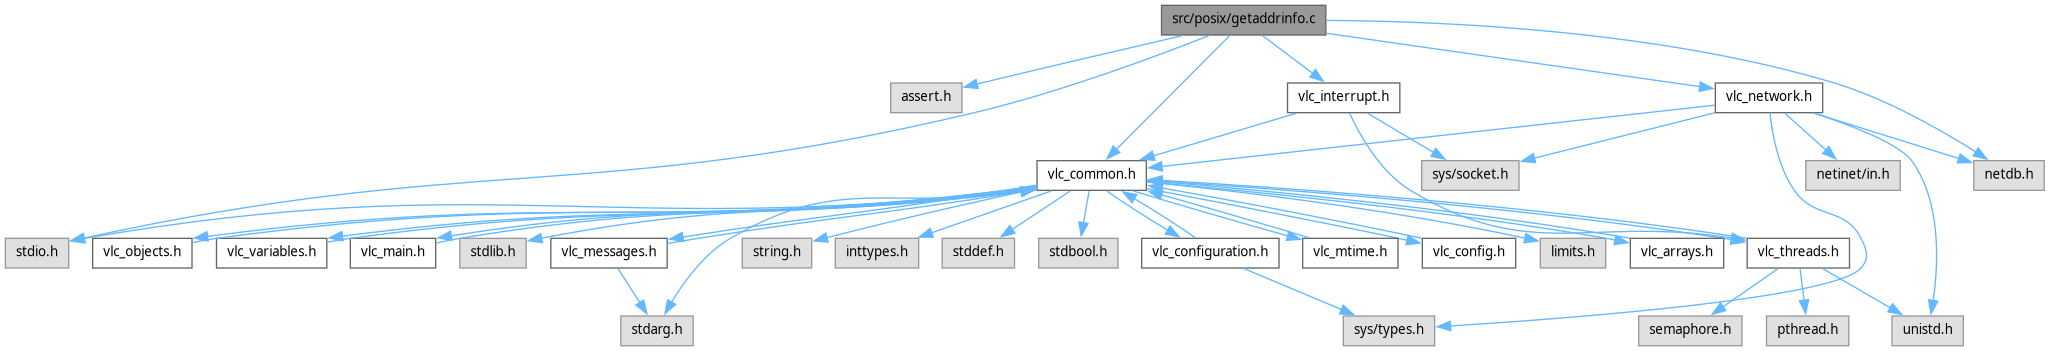 src/posix/getaddrinfo.c
assert.h
vlc_interrupt.h
vlc_network.h
vlc_common.h
sys/socket.h
netinet/in.h
netdb.h
stdio.h
vlc_objects.h
vlc_variables.h
vlc_main.h
stdlib.h
vlc_messages.h
string.h
inttypes.h
stddef.h
stdbool.h
vlc_configuration.h
vlc_mtime.h
vlc_config.h
limits.h
vlc_arrays.h
vlc_threads.h
stdarg.h
sys/types.h
semaphore.h
pthread.h
unistd.h